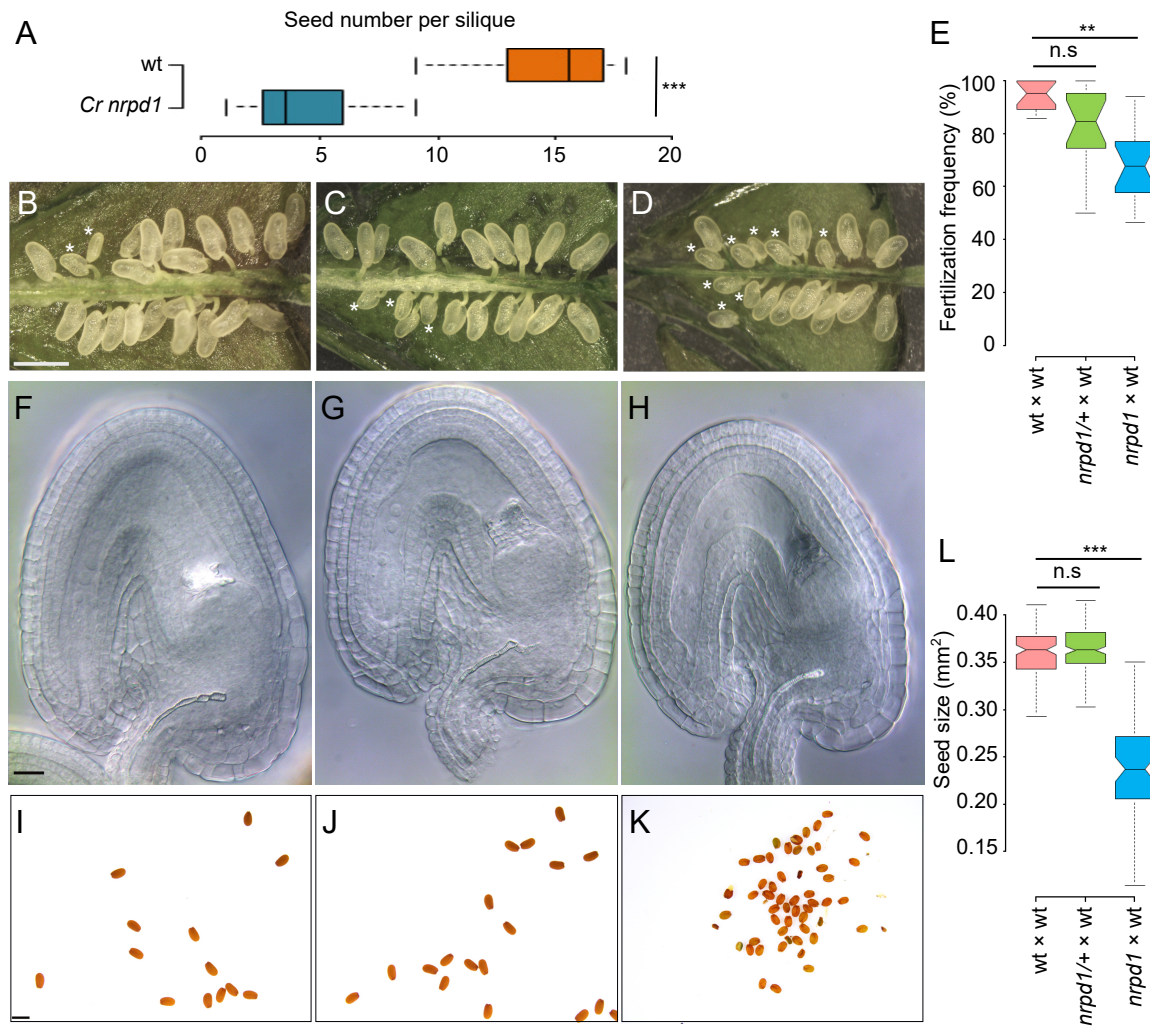 A
Seed number per silique
wt
Cr nrpd1
***
0 5 10 15 20
B
*
*
C
*
*
*
D
* * * * *
* *
*
E
**
n.s
Fertilization frequency (%)
100
80
60
40
20
0
wt × wt
nrpd1/+ × wt
nrpd1 × wt
F
G
H
I
J
K
L
***
n.s
Seed size (mm²)
0.40
0.35
0.30
0.25
0.20
0.15
wt × wt
nrpd1/+ × wt
nrpd1 × wt